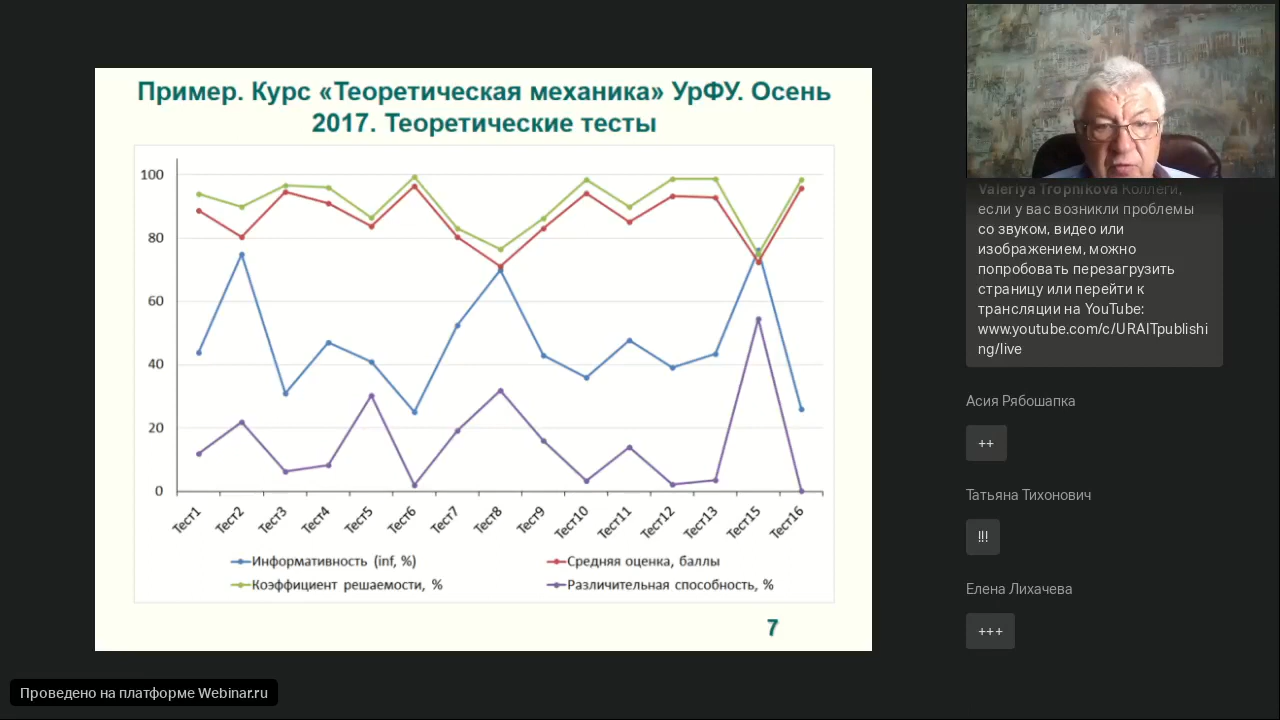 Пример. Курс «Теоретическая механика» УрФУ. Осень
2017. Теоретические тесты
100
80
60
40
20
0
Тест1
Тест2
Тест3
Тест4
Тест5
Тест6
Тест7
Тест8
Тест9
Тест10
Тест11
Тест12
Тест13
Тест15
Тест16
Информативность (inf, %)
Средняя оценка, баллы
Коэффициент решаемости, %
Различительная способность, %
7
Valeriya Tropnikova Коллеги,
если у вас возникли проблемы
со звуком, видео или
изображением, можно
попробовать перезагрузить
страницу или перейти к
трансляции на YouTube:
www.youtube.com/c/URAITpublishi
ng/live
Асия Рябошапка
++
Татьяна Тихонович
!!!
Елена Лихачева
+++
Проведено на платформе Webinar.ru